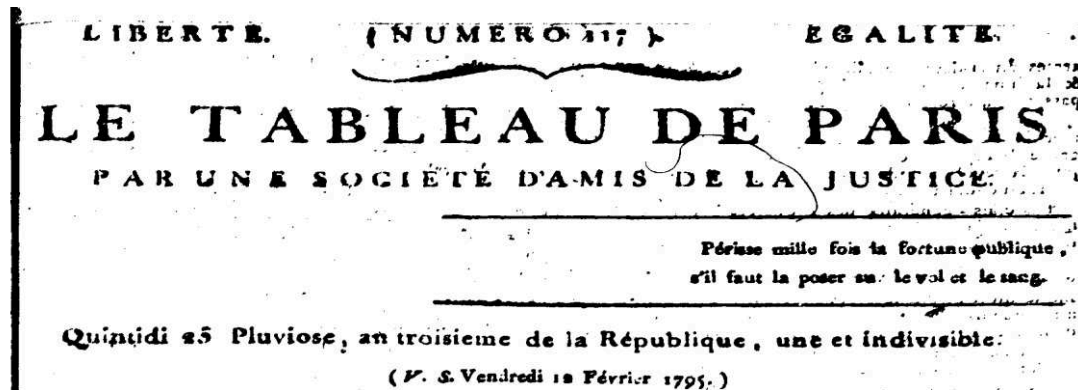 LIBERTÉ. (NUMERO 117). EGALITE.
LE TABLEAU DE PARIS
PAR UNE SOCIÉTÉ D'AMIS DE LA JUSTICE.
Périsse mille fois la fortune publique,
s'il faut la poser sur le vol et le sang.
Quintidi 25 Pluviose, an troisieme de la République, une et indivisible.
(V. S. Vendredi Février 1795.)